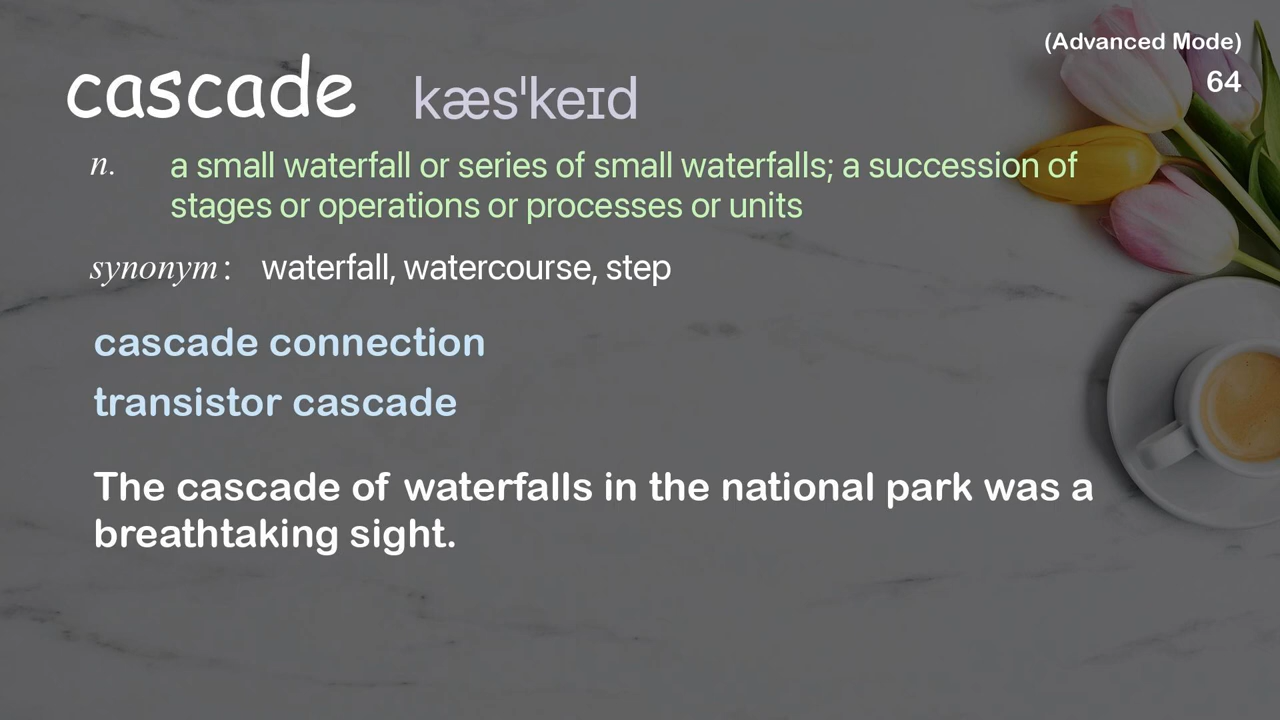 (Advanced Mode)
64
cascade kæs'keɪd
n. a small waterfall or series of small waterfalls; a succession of
stages or operations or processes or units
synonym: waterfall, watercourse, step
cascade connection
transistor cascade
The cascade of waterfalls in the national park was a
breathtaking sight.